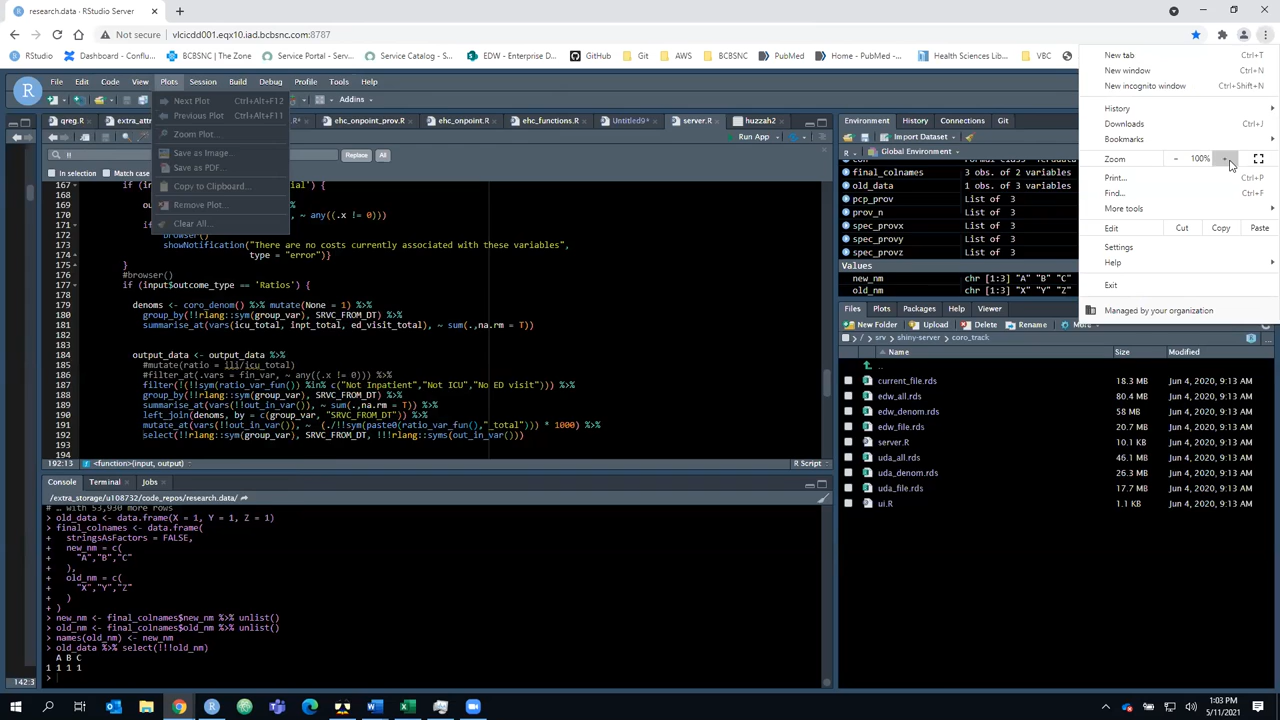 research.data - RStudio Server
Not secure | vlcicdd001.eqx10.iad.bcbsnc.com:8787
RStudio Dashboard - Conflu... BCBSNC | The Zone Service Portal - Servi... Service Catalog - S... EDW - Enterprise D... GitHub Git AWS BCBSNC PubMed Home - PubMed - ... Health Sciences Lib... VBC
File Edit Code View Plots Session Build Debug Profile Tools Help
Addins
Next Plot Ctrl+Alt+F12
Previous Plot Ctrl+Alt+F11
Zoom Plot...
Save as Image...
Save as PDF...
Copy to Clipboard...
Remove Plot...
Clear All...
qreg.R extra_att ehc_onpoint_prov.R ehc_onpoint.R ehc_functions.R Untitled9* server.R huzzah2
Run App
!! Replace All
In selection Match case
167
169
170 , ~ any((.x != 0)))
171 if
172 browser()
173 showNotification("There are no costs currently associated with these variables",
174 type = "error")}
175 }
176 #browser()
177 if (input$outcome_type == 'Ratios') {
178
179 denoms <- coro_denom() %>% mutate(None = 1) %>%
180 group_by(!!rlang::sym(group_var), SRVC_FROM_DT) %>%
181 summarise_at(vars(icu_total, inpt_total, ed_visit_total), ~ sum(.,na.rm = T))
182
183
184 output_data <- output_data %>%
185 #mutate(ratio = ili/icu_total)
186 #filter_at(.vars = fin_var, ~ any((.x != 0))) %>%
187 filter(!(!!sym(ratio_var_fun()) %in% c("Not Inpatient","Not ICU","No ED visit"))) %>%
188 group_by(!!rlang::sym(group_var), SRVC_FROM_DT) %>%
189 summarise_at(vars(!!out_in_var()), ~ sum(.,na.rm = T)) %>%
190 left_join(denoms, by = c(group_var, "SRVC_FROM_DT")) %>%
191 mutate_at(vars(!!out_in_var()), ~ (./!!sym(paste0(ratio_var_fun(),"_total")) * 1000) %>%
192 select(!!rlang::sym(group_var), SRVC_FROM_DT, !!!rlang::syms(out_in_var()))
193
194
192:13 <function>(input, output) R Script
Console Terminal Jobs
/extra_storage/u108732/code_repos/research.data/
# … with 53,930 more rows
> old_data <- data.frame(X = 1, Y = 1, Z = 1)
> final_colnames <- data.frame(
+ stringsAsFactors = FALSE,
+ new_nm = c(
+ "A","B","C"
+ ),
+ old_nm = c(
+ "X","Y","Z"
+ )
+ )
> new_nm <- final_colnames$new_nm %>% unlist()
> old_nm <- final_colnames$old_nm %>% unlist()
> names(old_nm) <- new_nm
> old_data %>% select(!!!old_nm)
A B C
1 1 1 1
>
142:3
Environment History Connections Git
Import Dataset
R Global Environment
final_colnames 3 obs. of 2 variables
old_data 1 obs. of 3 variables
pcp_prov List of 3
prov_n List of 3
spec_provx List of 3
spec_provy List of 3
spec_provz List of 3
Values
new_nm chr [1:3] "A" "B" "C"
old_nm chr [1:3] "X" "Y" "Z"
Files Plots Packages Help Viewer
New Folder Upload Delete Rename More
/ srv shiny-server coro_track
Name Size Modified
..
current_file.rds 18.3 MB Jun 4, 2020, 9:13 AM
edw_all.rds 80.4 MB Jun 4, 2020, 9:13 AM
edw_denom.rds 58 MB Jun 4, 2020, 9:13 AM
edw_file.rds 20.7 MB Jun 4, 2020, 9:13 AM
server.R 10.1 KB Jun 4, 2020, 9:13 AM
uda_all.rds 46.1 MB Jun 4, 2020, 9:13 AM
uda_denom.rds 26.3 MB Jun 4, 2020, 9:13 AM
uda_file.rds 17.7 MB Jun 4, 2020, 9:13 AM
ui.R 1.1 KB Jun 4, 2020, 9:13 AM
New tab Ctrl+T
New window Ctrl+N
New incognito window Ctrl+Shift+N
History
Downloads Ctrl+J
Bookmarks
Zoom - 100% +
Print... Ctrl+P
Find... Ctrl+F
More tools
Edit Cut Copy Paste
Settings
Help
Exit
Managed by your organization
1:03 PM
5/11/2021